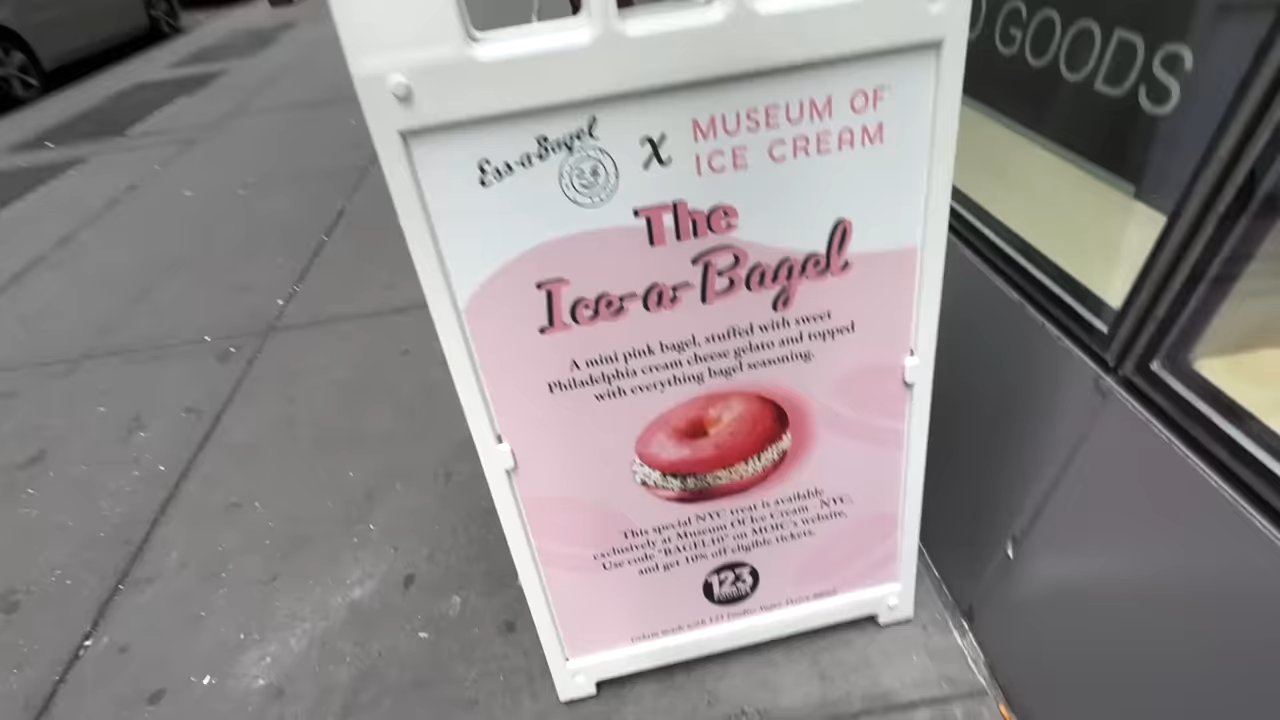 GOODS
Ess-a-Bagel
X
MUSEUM OF
ICE CREAM
The
Ice-a-Bagel
A mini pink bagel, stuffed with sweet
Philadelphia cream cheese gelato and topped
with everything bagel seasoning.
This special NYC treat is available
exclusively at Museum Of Ice Cream - NYC.
Use code "BAGEL10" on MOIC's website,
and get 10% off eligible tickets.
123